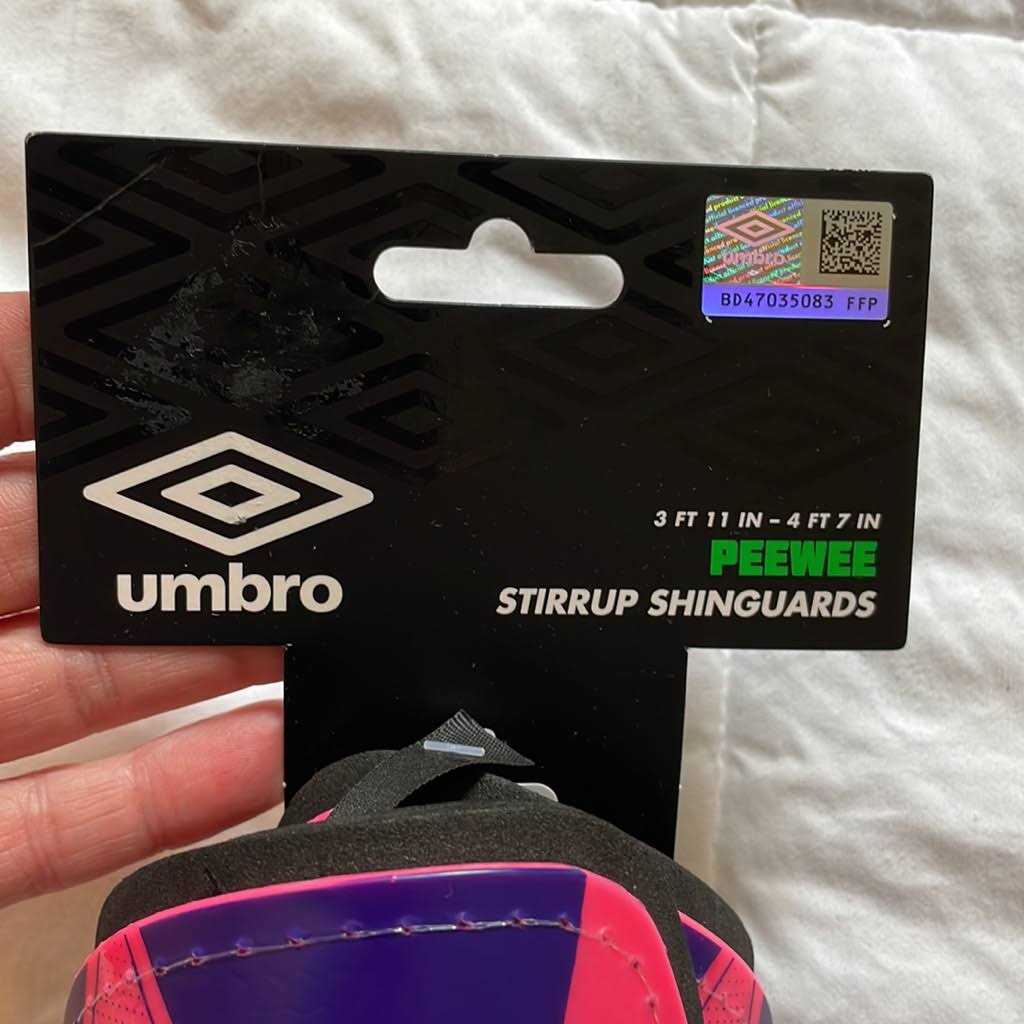 umbro
BD47035083 FFP
umbro
3 FT 11 IN – 4 FT 7 IN
PEEWEE
STIRRUP SHINGUARDS